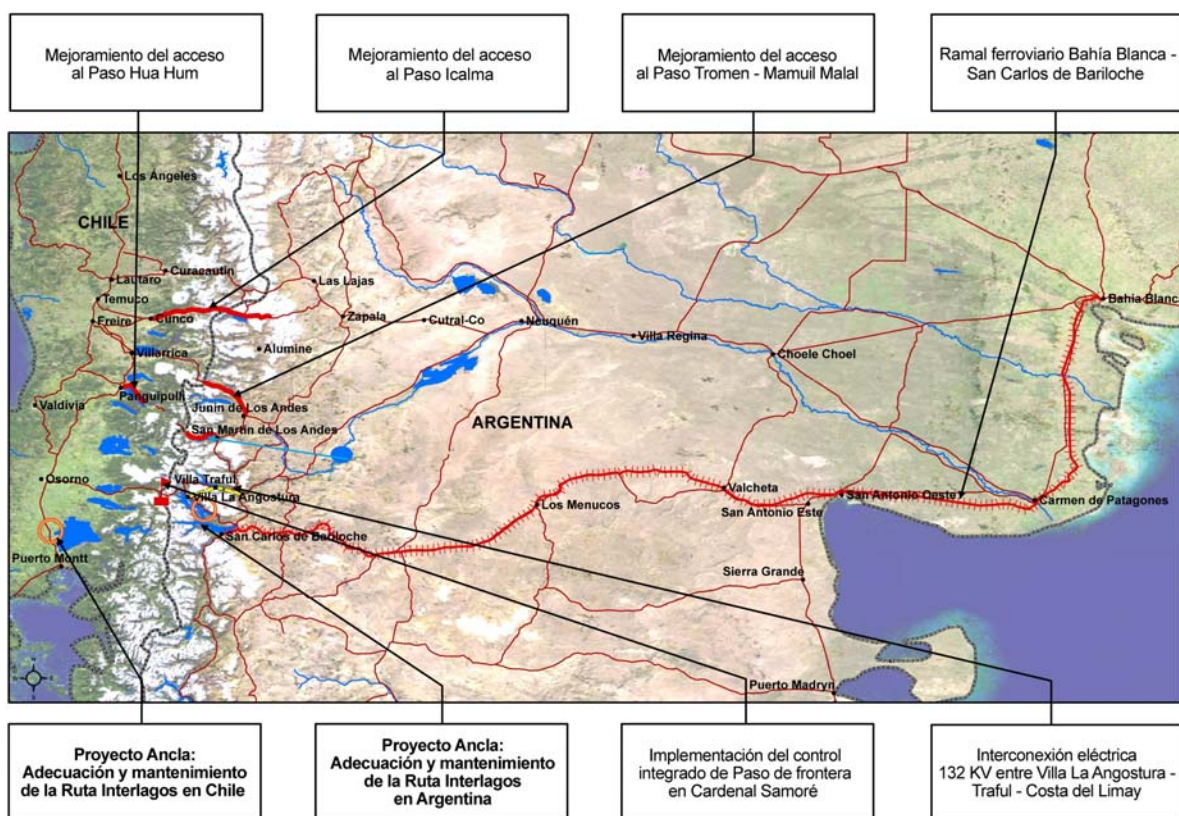 Mejoramiento del acceso
al Paso Hua Hum
Mejoramiento del acceso
al Paso Icalma
Mejoramiento del acceso
al Paso Tromen - Mamuil Malal
Ramal ferroviario Bahía Blanca -
San Carlos de Bariloche
Los Angeles
CHILE
Curacautín
Lautaro
Las Lajas
Temuco
Bahia Blanca
Freire
Cunco
Zapala
Cutral-Co
Neuquén
Villa Regina
Alumine
Villarrica
Choele Choel
Panguipulli
Valdivia
Junin de Los Andes
ARGENTINA
San Martín de Los Andes
Osorno
Villa Traful
Valcheta
Villa La Angostura
San Antonio Oeste
Carmen de Patagones
Los Menucos
San Antonio Este
San Carlos de Bariloche
Puerto Montt
Sierra Grande
Puerto Madryn
Proyecto Ancla:
Adecuación y mantenimiento
de la Ruta Interlagos en Chile
Proyecto Ancla:
Adecuación y mantenimiento
de la Ruta Interlagos
en Argentina
Implementación del control
integrado de Paso de frontera
en Cardenal Samoré
Interconexión eléctrica
132 KV entre Villa La Angostura -
Traful - Costa del Limay